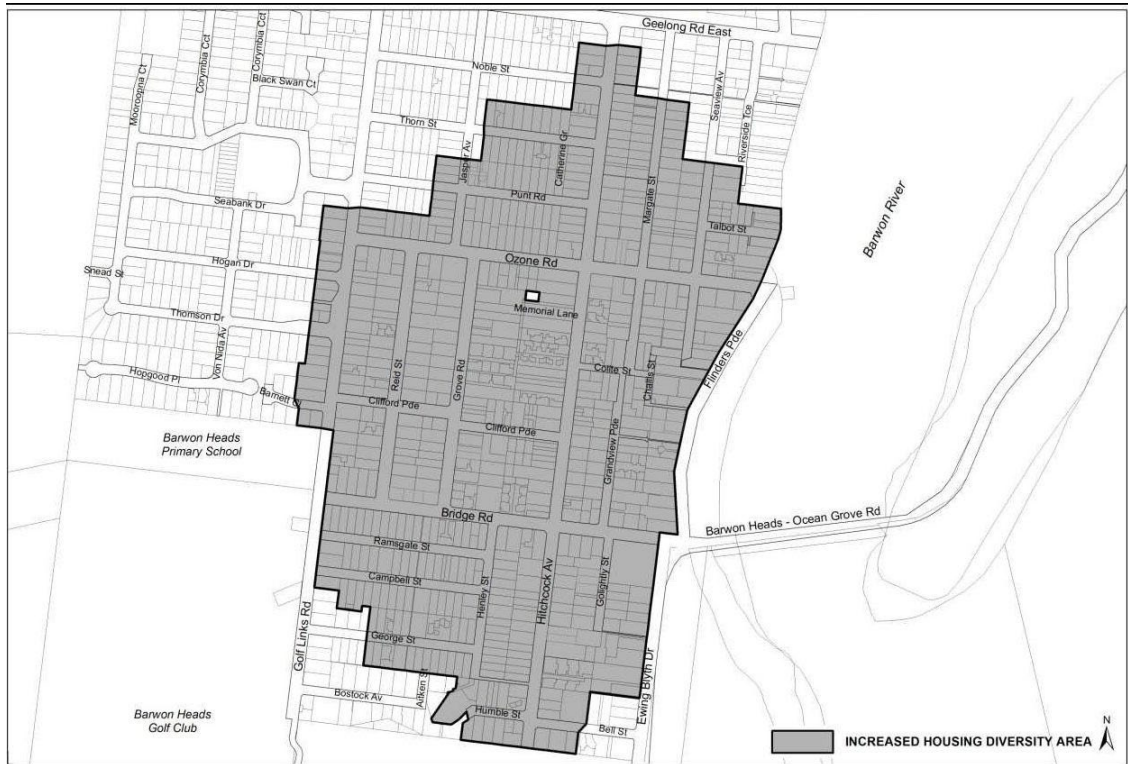 Geelong Rd East
Corymbia Cct
Corymbia Cct
Mooroopna Ct
Noble St
Black Swan Ct
Seaview Av
Riverside Tce
Thorn St
Jasper Av
Catherine Gr
Margate St
Punt Rd
Seabank Dr
Talbot St
Barwon River
Ozone Rd
Hogan Dr
Snead St
Memorial Lane
Thomson Dr
Von Nida Av
Flinders Pde
Hopgood Pl
Reid St
Grove Rd
Colite St
Challis St
Barnett Pl
Clifford Pde
Clifford Pde
Grandview Pde
Barwon Heads
Primary School
Bridge Rd
Barwon Heads - Ocean Grove Rd
Ramsgate St
Campbell St
Henley St
Hitchcock Av
Golightly St
Golf Links Rd
George St
Bostock Av
Aitken St
Ewing Blyth Dr
Humble St
Bell St
Barwon Heads
Golf Club
INCREASED HOUSING DIVERSITY AREA
N